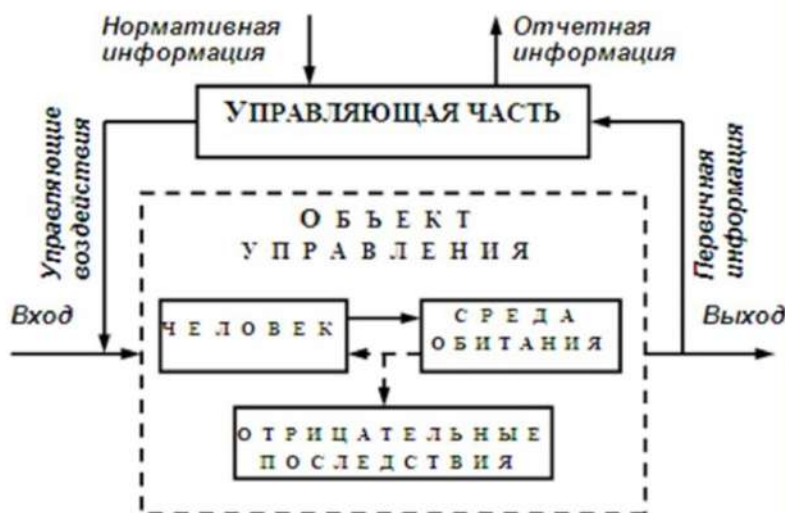 Нормативная
информация
Отчетная
информация
УПРАВЛЯЮЩАЯ ЧАСТЬ
Управляющие
воздействия
Первичная
информация
ОБЪЕКТ
УПРАВЛЕНИЯ
Вход
ЧЕЛОВЕК
СРЕДА
ОБИТАНИЯ
Выход
ОТРИЦАТЕЛЬНЫЕ
ПОСЛЕДСТВИЯ